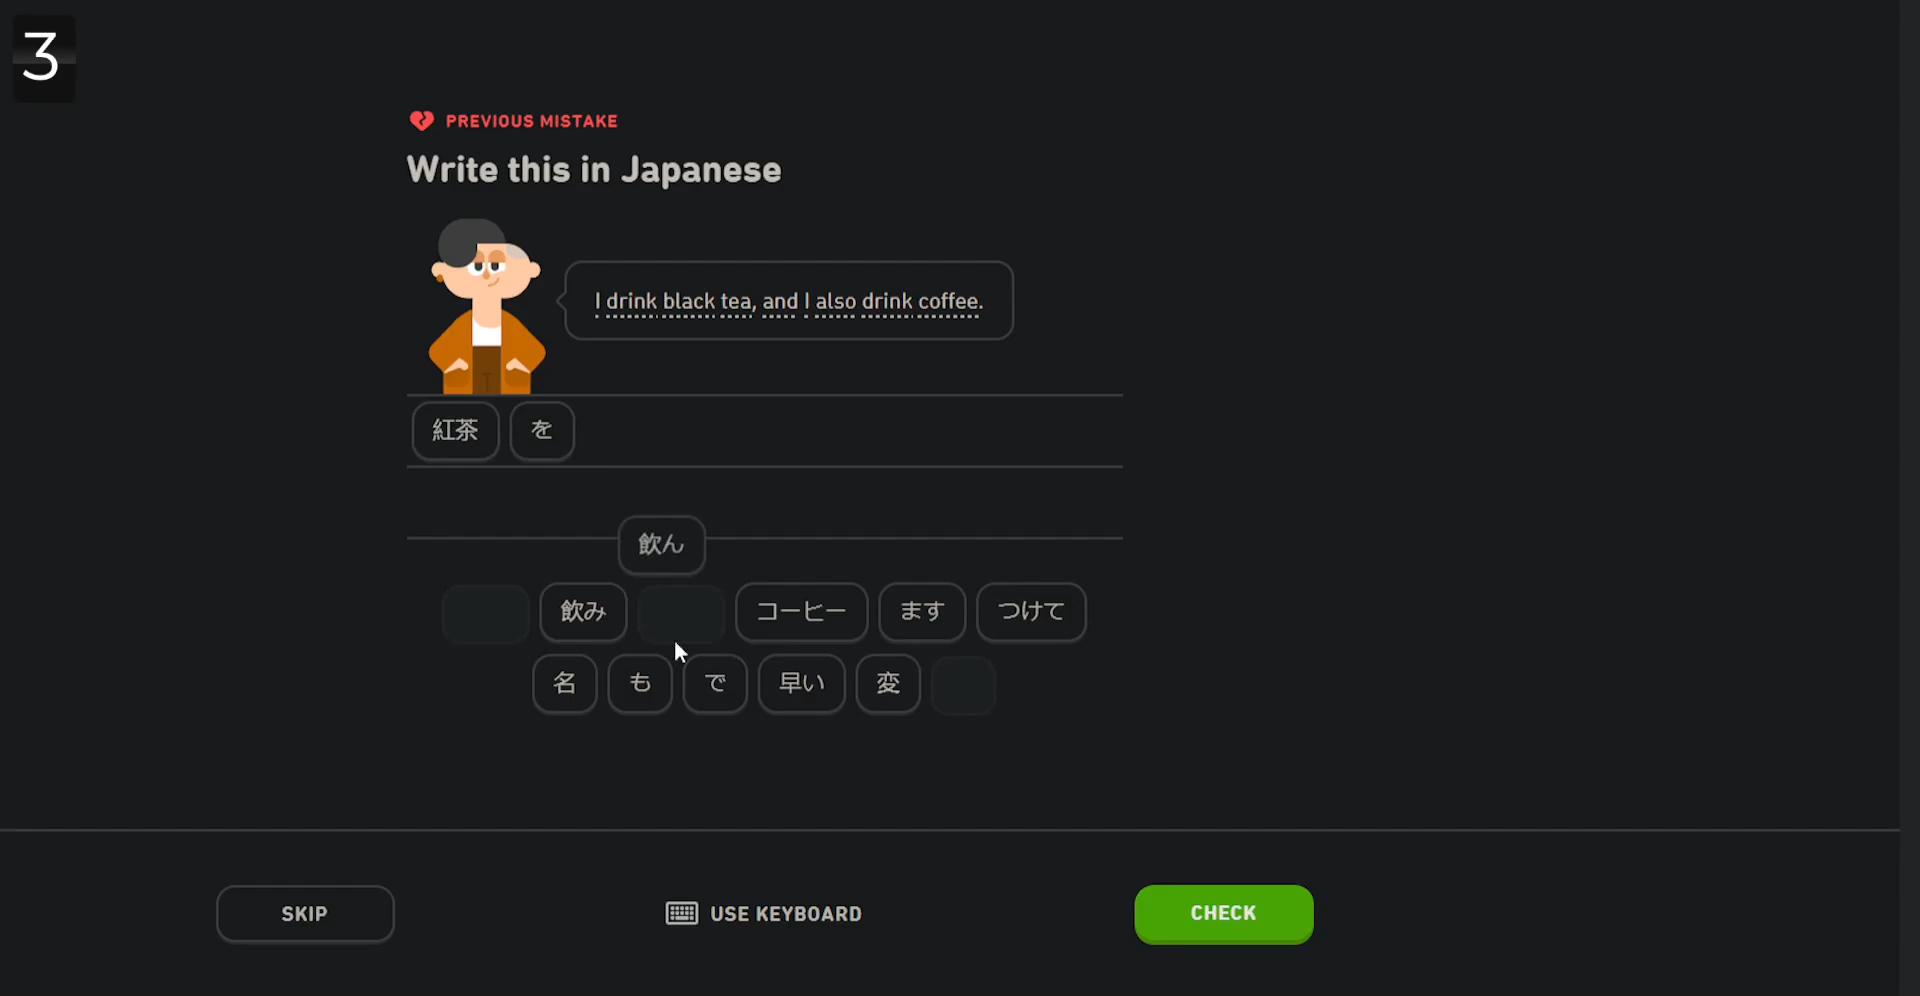 3
PREVIOUS MISTAKE
Write this in Japanese
I drink black tea, and I also drink coffee.
紅茶 を
飲ん
飲み コーヒー ます つけて
名 も で 早い 変
SKIP USE KEYBOARD CHECK